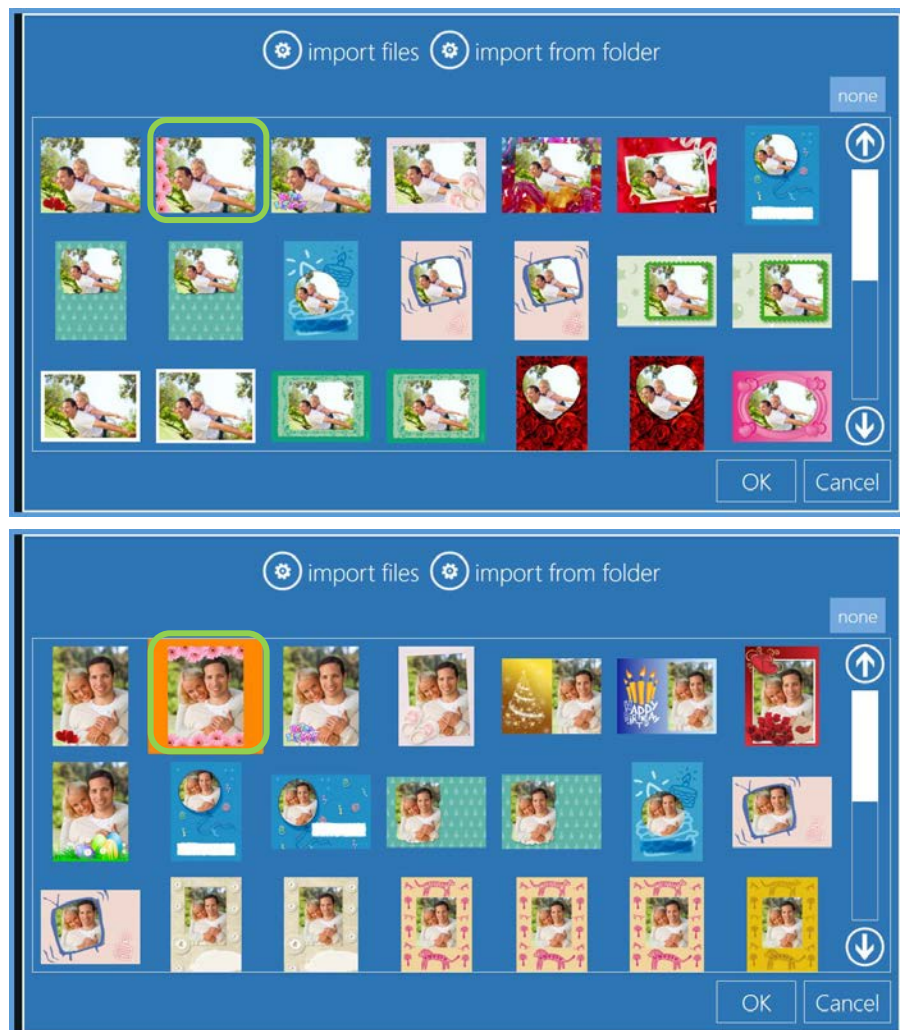 import files import from folder
none
OK Cancel
import files import from folder
none
HAPPY
BIRTHDAY
OK Cancel